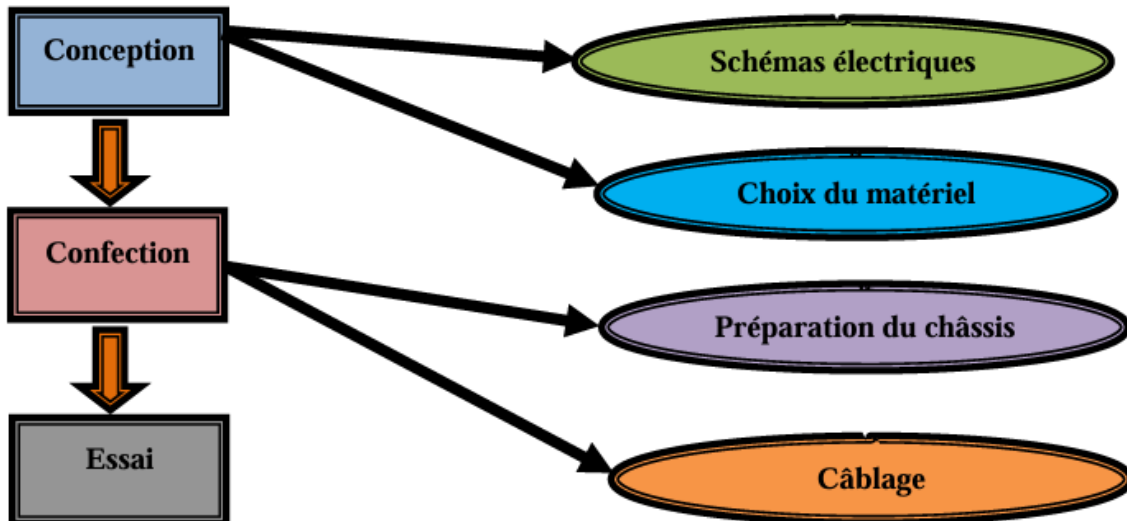 Conception
Schémas électriques
Choix du matériel
Confection
Préparation du châssis
Essai
Câblage